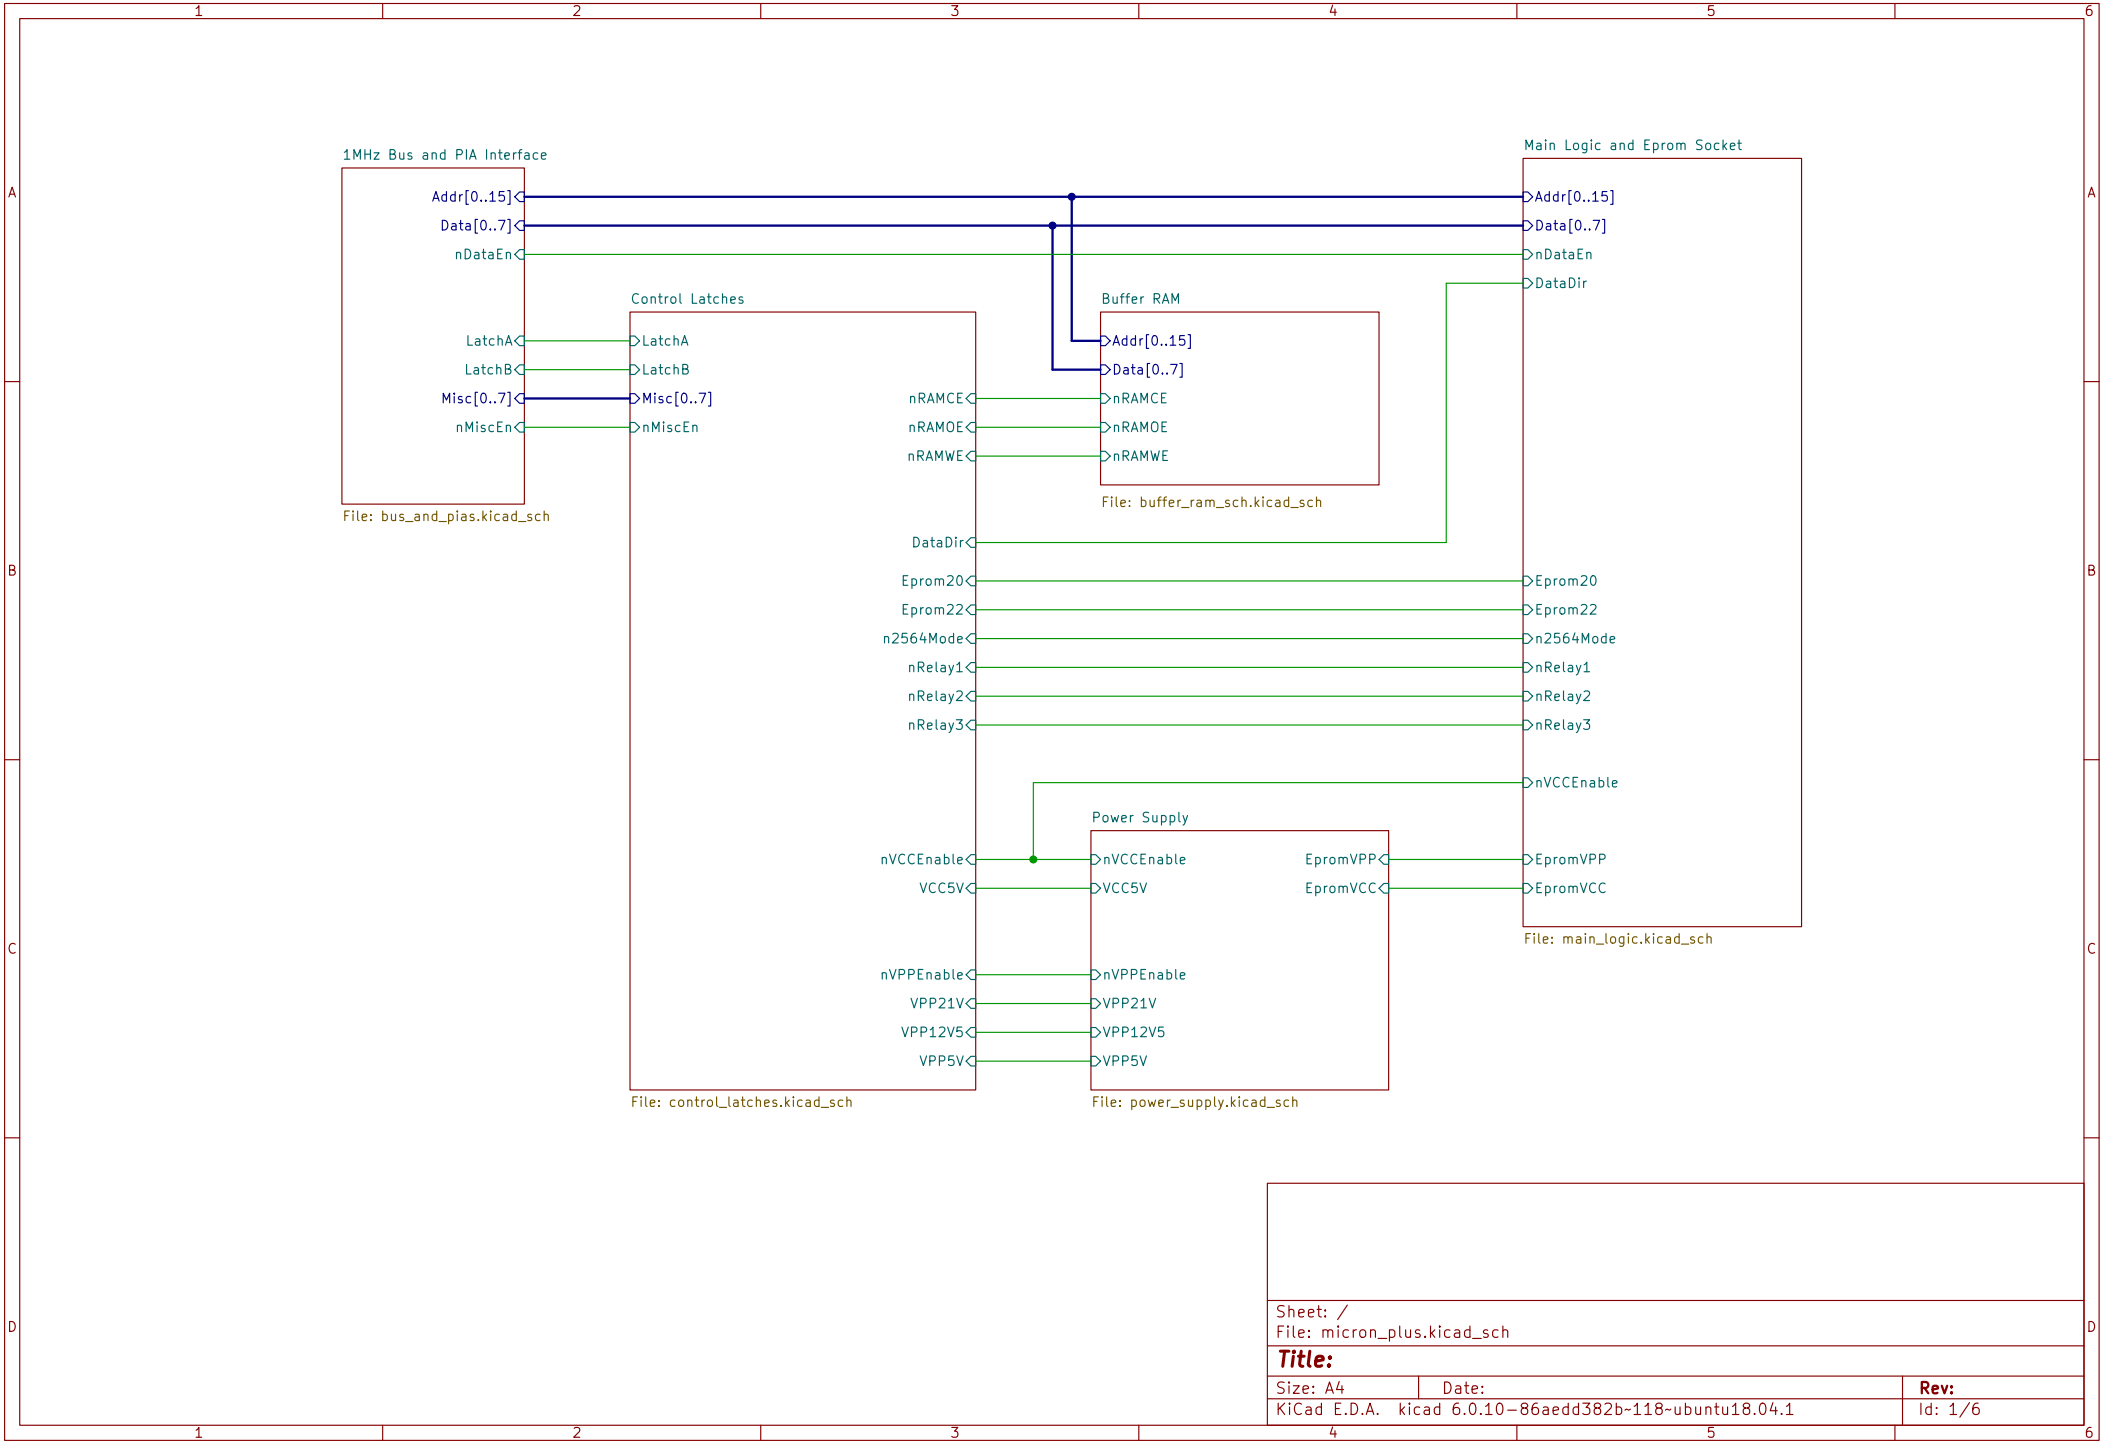 1 2 3 4 5 6
A A
B B
C C
D D
1MHz Bus and PIA Interface
Addr[0..15]
Data[0..7]
nDataEn
LatchA
LatchB
Misc[0..7]
nMiscEn
File: bus_and_pias.kicad_sch
Control Latches
LatchA
LatchB
Misc[0..7]
nMiscEn
nRAMCE
nRAMOE
nRAMWE
DataDir
Eprom20
Eprom22
n2564Mode
nRelay1
nRelay2
nRelay3
nVCCEnable
VCC5V
nVPPEnable
VPP21V
VPP12V5
VPP5V
File: control_latches.kicad_sch
Buffer RAM
Addr[0..15]
Data[0..7]
nRAMCE
nRAMOE
nRAMWE
File: buffer_ram_sch.kicad_sch
Power Supply
nVCCEnable
VCC5V
nVPPEnable
VPP21V
VPP12V5
VPP5V
EpromVPP
EpromVCC
File: power_supply.kicad_sch
Main Logic and Eprom Socket
Addr[0..15]
Data[0..7]
nDataEn
DataDir
Eprom20
Eprom22
n2564Mode
nRelay1
nRelay2
nRelay3
nVCCEnable
EpromVPP
EpromVCC
File: main_logic.kicad_sch
Sheet: /
File: micron_plus.kicad_sch
Title:
Size: A4 Date: Rev:
KiCad E.D.A. kicad 6.0.10-86aedd382b~118~ubuntu18.04.1 Id: 1/6
1 2 3 4 5 6